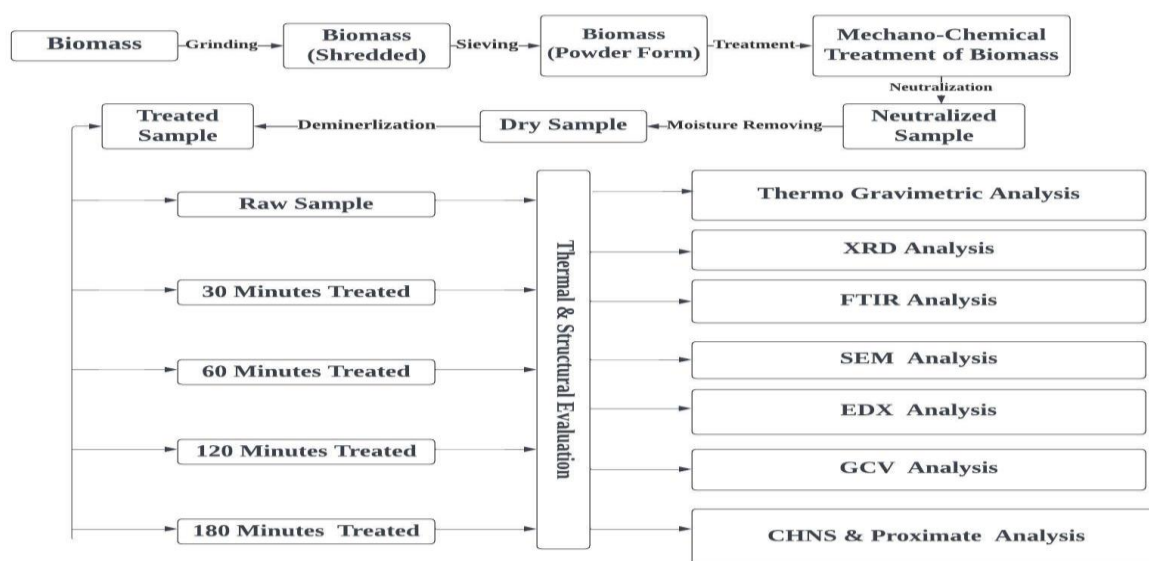 Biomass
Grinding
Biomass
(Shredded)
Sieving
Biomass
(Powder Form)
Treatment
Mechano-Chemical
Treatment of Biomass
Neutralization
Treated
Sample
Deminerlization
Dry Sample
Moisture Removing
Neutralized
Sample
Raw Sample
30 Minutes Treated
60 Minutes Treated
120 Minutes Treated
180 Minutes Treated
Thermal & Structural Evaluation
Thermo Gravimetric Analysis
XRD Analysis
FTIR Analysis
SEM Analysis
EDX Analysis
GCV Analysis
CHNS & Proximate Analysis